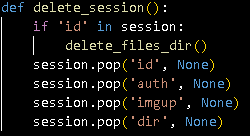 def delete_session():
    if 'id' in session:
        delete_files_dir()
    session.pop('id', None)
    session.pop('auth', None)
    session.pop('imgup', None)
    session.pop('dir', None)